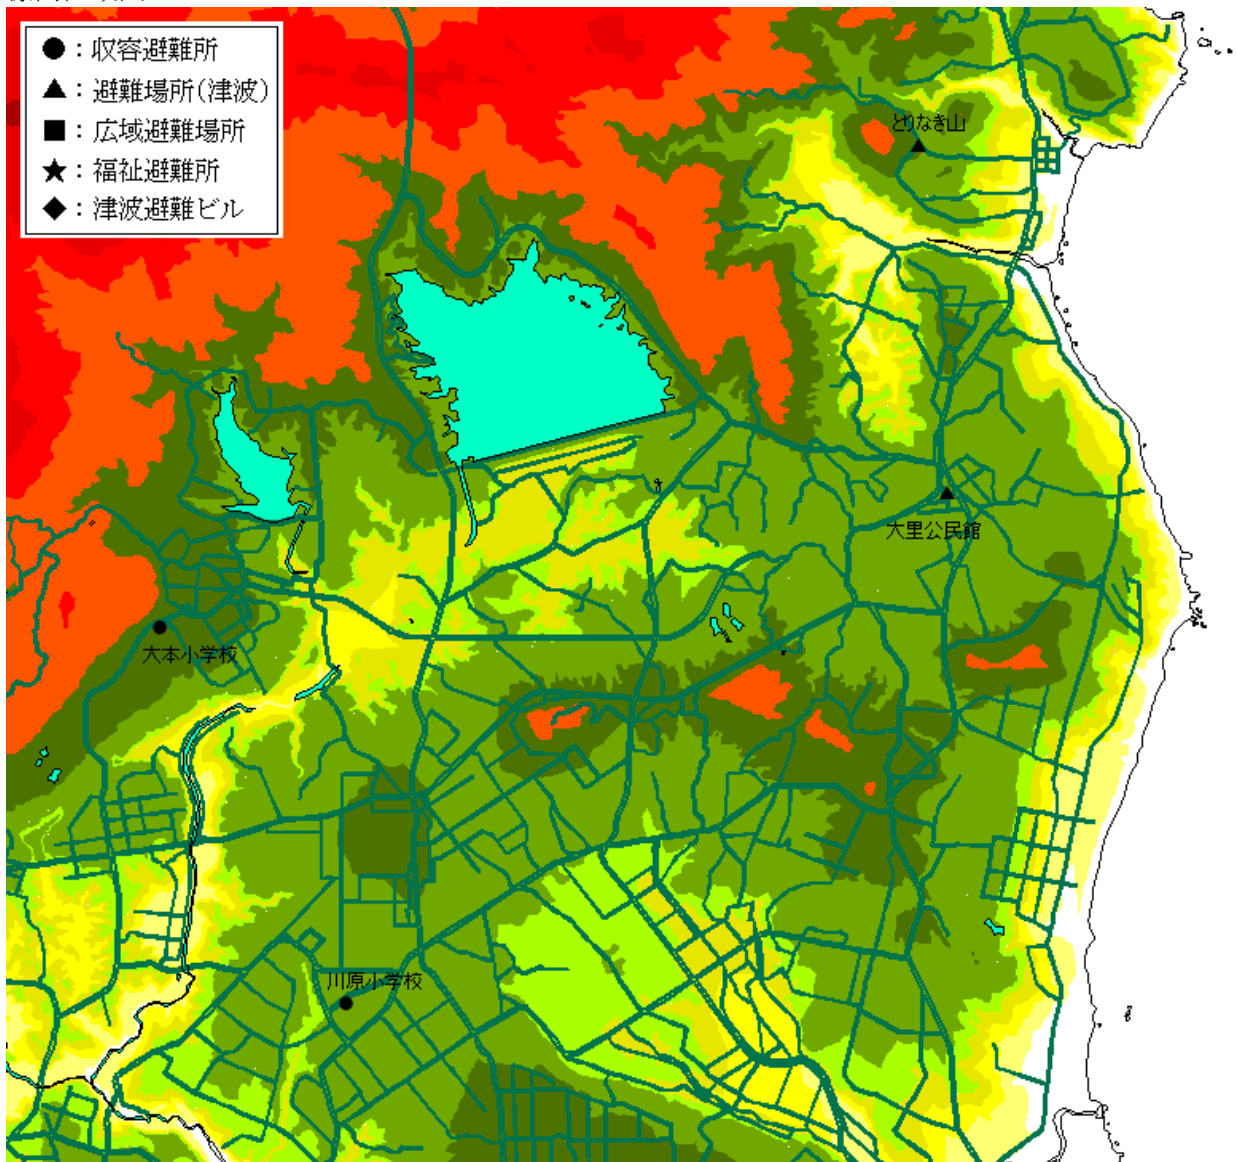 ●：収容避難所
▲：避難場所(津波)
■：広域避難場所
★：福祉避難所
◆：津波避難ビル
とりなき山
大里公民館
大本小学校
川原小学校